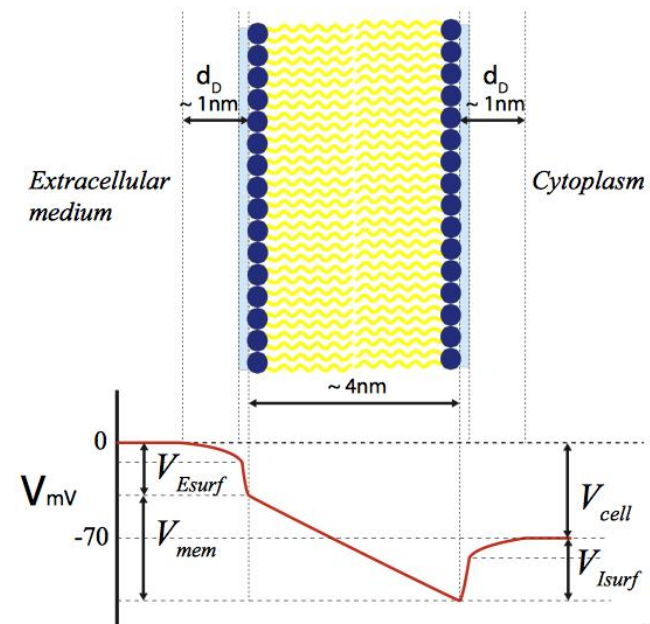 d_D
~ 1nm
d_D
~ 1nm
Extracellular
medium
Cytoplasm
~ 4nm
0
V_Esurf
V_mV
V_cell
-70
V_mem
V_Isurf